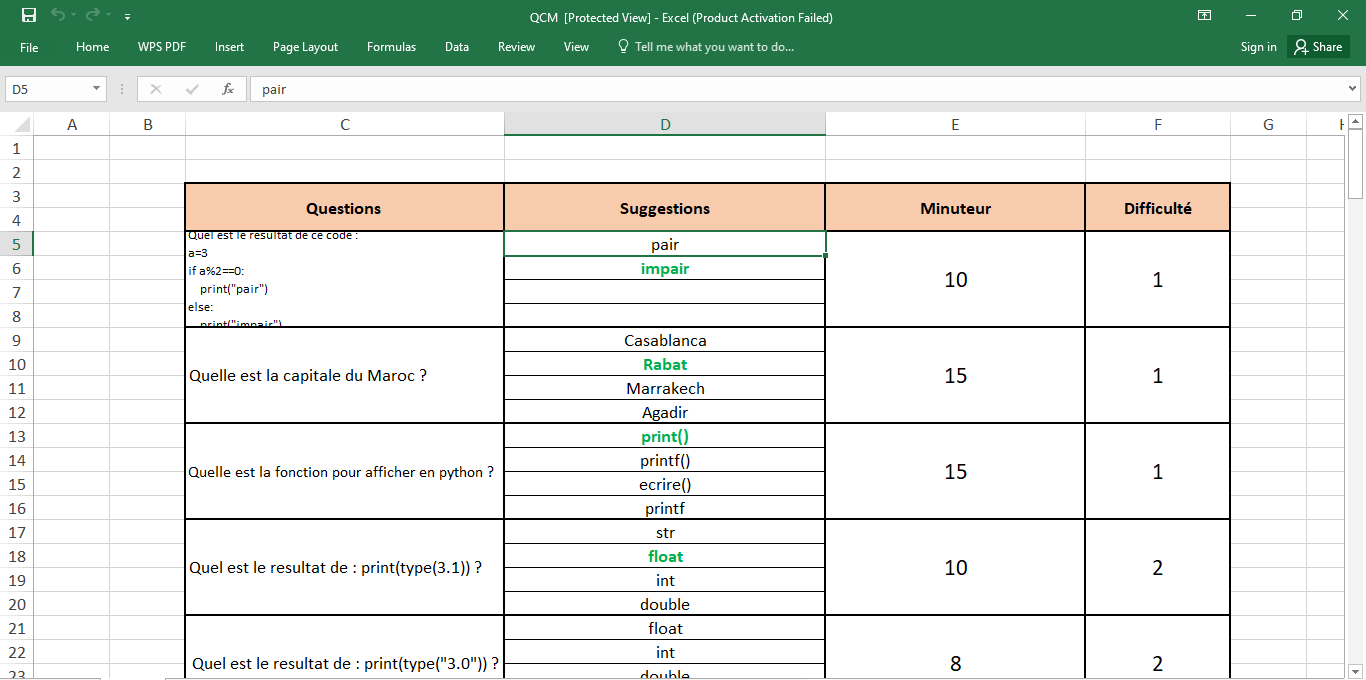 QCM [Protected View] - Excel (Product Activation Failed)
File Home WPS PDF Insert Page Layout Formulas Data Review View Tell me what you want to do... Sign in Share
D5 fx pair
A B C D E F G
1
2
3
4
Questions Suggestions Minuteur Difficulté
5
6
7
8
Quel est le resultat de ce code :
a=3
if a%2==0:
print("pair")
else:
print("impair")
pair
impair
10 1
9
10
11
12
Quelle est la capitale du Maroc ?
Casablanca
Rabat
Marrakech
Agadir
15 1
13
14
15
16
Quelle est la fonction pour afficher en python ?
print()
printf()
ecrire()
printf
15 1
17
18
19
20
Quel est le resultat de : print(type(3.1)) ?
str
float
int
double
10 2
21
22
23
Quel est le resultat de : print(type("3.0")) ?
float
int
double
8 2